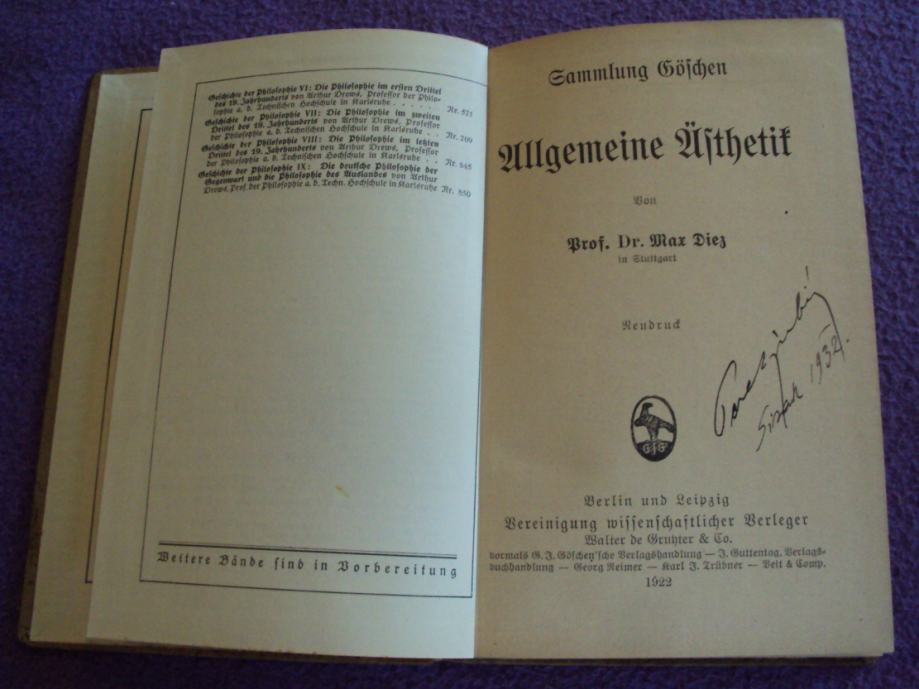 Geschichte der Philosophie VI: Die Philosophie im ersten Drittel
des 19. Jahrhunderts von Arthur Drews, Professor der Philo-
sophie a. d. Technischen Hochschule in Karlsruhe . . . . . Nr. 571
Geschichte der Philosophie VII: Die Philosophie im zweiten
Drittel des 19. Jahrhunderts von Arthur Drews, Professor
der Philosophie a. d. Technischen Hochschule in Karlsruhe . . Nr. 709
Geschichte der Philosophie VIII: Die Philosophie im letzten
Drittel des 19. Jahrhunderts von Arthur Drews, Professor
der Philosophie a. d. Technischen Hochschule in Karlsruhe . . Nr. 845
Geschichte der Philosophie IX: Die deutsche Philosophie der
Gegenwart und die Philosophie des Auslandes von Arthur
Drews, Prof. der Philosophie a. d. Techn. Hochschule in Karlsruhe Nr. 850
Weitere Bände sind in Vorbereitung
Sammlung Göschen
Allgemeine Ästhetik
Von
Prof. Dr. Max Diez
in Stuttgart
Neudruck
Sisak 1932.
GJG
Berlin und Leipzig
Vereinigung wissenschaftlicher Verleger
Walter de Gruyter & Co.
vormals G. J. Göschen'sche Verlagshandlung — J. Guttentag, Verlags-
buchhandlung — Georg Reimer — Karl J. Trübner — Veit & Comp.
1922